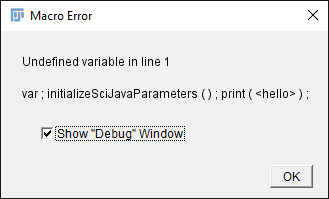 Macro Error
Undefined variable in line 1
var ; initializeSciJavaParameters ( ) ; print ( <hello> ) ;
Show "Debug" Window
OK